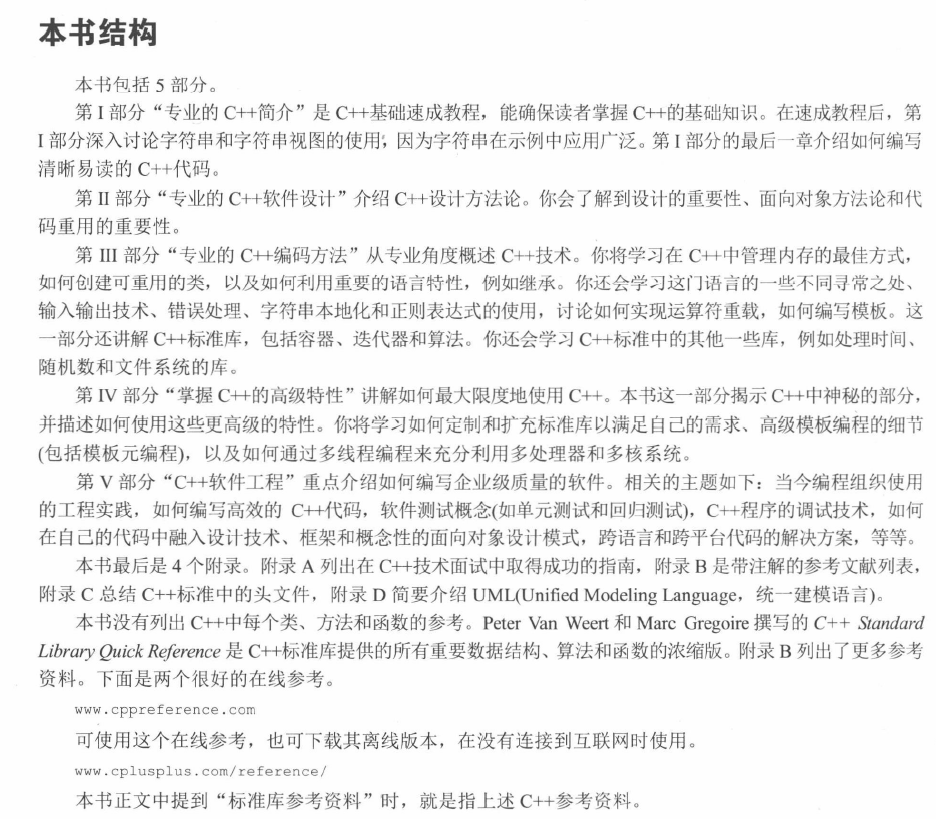 本书结构
本书包括 5 部分。
第 I 部分“专业的 C++简介”是 C++基础速成教程，能确保读者掌握 C++的基础知识。在速成教程后，第
I 部分深入讨论字符串和字符串视图的使用，因为字符串在示例中应用广泛。第 I 部分的最后一章介绍如何编写
清晰易读的 C++代码。
第 II 部分“专业的 C++软件设计”介绍 C++设计方法论。你会了解到设计的重要性、面向对象方法论和代
码重用的重要性。
第 III 部分“专业的 C++编码方法”从专业角度概述 C++技术。你将学习在 C++中管理内存的最佳方式，
如何创建可重用的类，以及如何利用重要的语言特性，例如继承。你还会学习这门语言的一些不同寻常之处、
输入输出技术、错误处理、字符串本地化和正则表达式的使用，讨论如何实现运算符重载，如何编写模板。这
一部分还讲解 C++标准库，包括容器、迭代器和算法。你还会学习 C++标准中的其他一些库，例如处理时间、
随机数和文件系统的库。
第 IV 部分“掌握 C++的高级特性”讲解如何最大限度地使用 C++。本书这一部分揭示 C++中神秘的部分，
并描述如何使用这些更高级的特性。你将学习如何定制和扩充标准库以满足自己的需求、高级模板编程的细节
(包括模板元编程)，以及如何通过多线程编程来充分利用多处理器和多核系统。
第 V 部分“C++软件工程”重点介绍如何编写企业级质量的软件。相关的主题如下：当今编程组织使用
的工程实践，如何编写高效的 C++代码，软件测试概念(如单元测试和回归测试)，C++程序的调试技术，如何
在自己的代码中融入设计技术、框架和概念性的面向对象设计模式，跨语言和跨平台代码的解决方案，等等。
本书最后是 4 个附录。附录 A 列出在 C++技术面试中取得成功的指南，附录 B 是带注解的参考文献列表，
附录 C 总结 C++标准中的头文件，附录 D 简要介绍 UML(Unified Modeling Language，统一建模语言)。
本书没有列出 C++中每个类、方法和函数的参考。Peter Van Weert 和 Marc Gregoire 撰写的 C++ Standard
Library Quick Reference 是 C++标准库提供的所有重要数据结构、算法和函数的浓缩版。附录 B 列出了更多参考
资料。下面是两个很好的在线参考。
www.cppreference.com
可使用这个在线参考，也可下载其离线版本，在没有连接到互联网时使用。
www.cplusplus.com/reference/
本书正文中提到“标准库参考资料”时，就是指上述 C++参考资料。